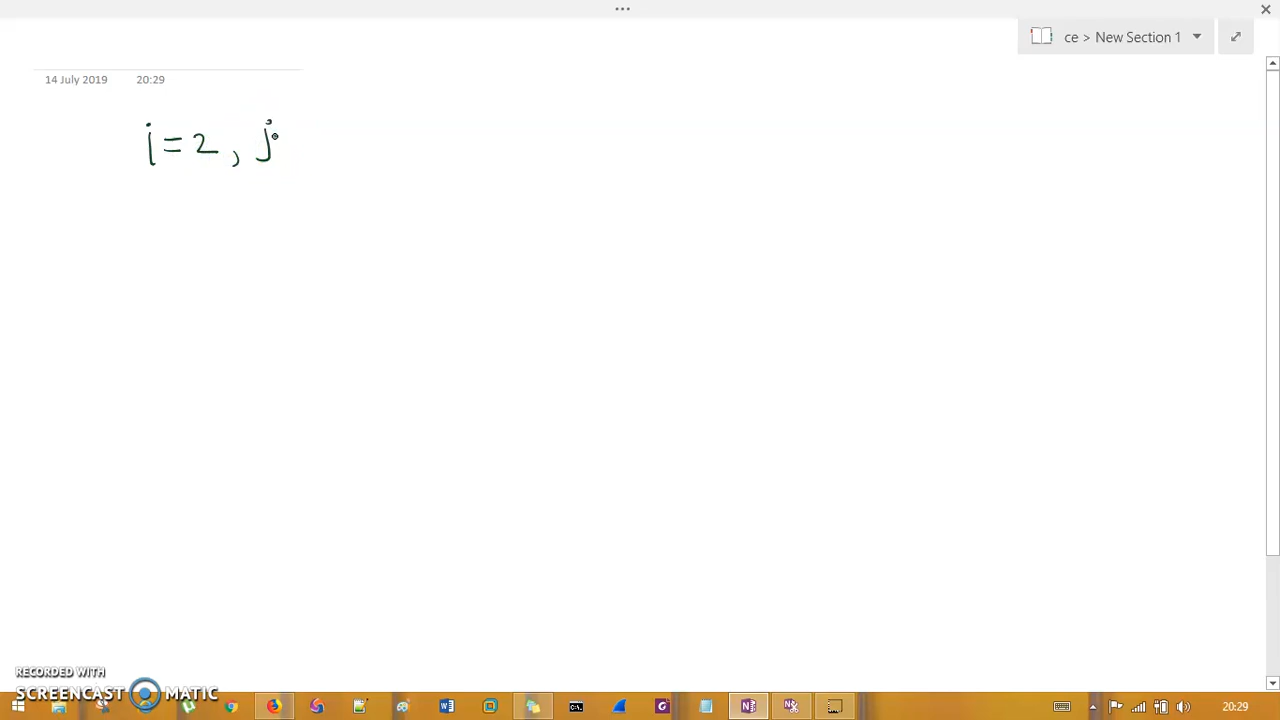 ce > New Section 1
14 July 2019 20:29
i = 2 , j
RECORDED WITH
SCREENCAST MATIC
20:29